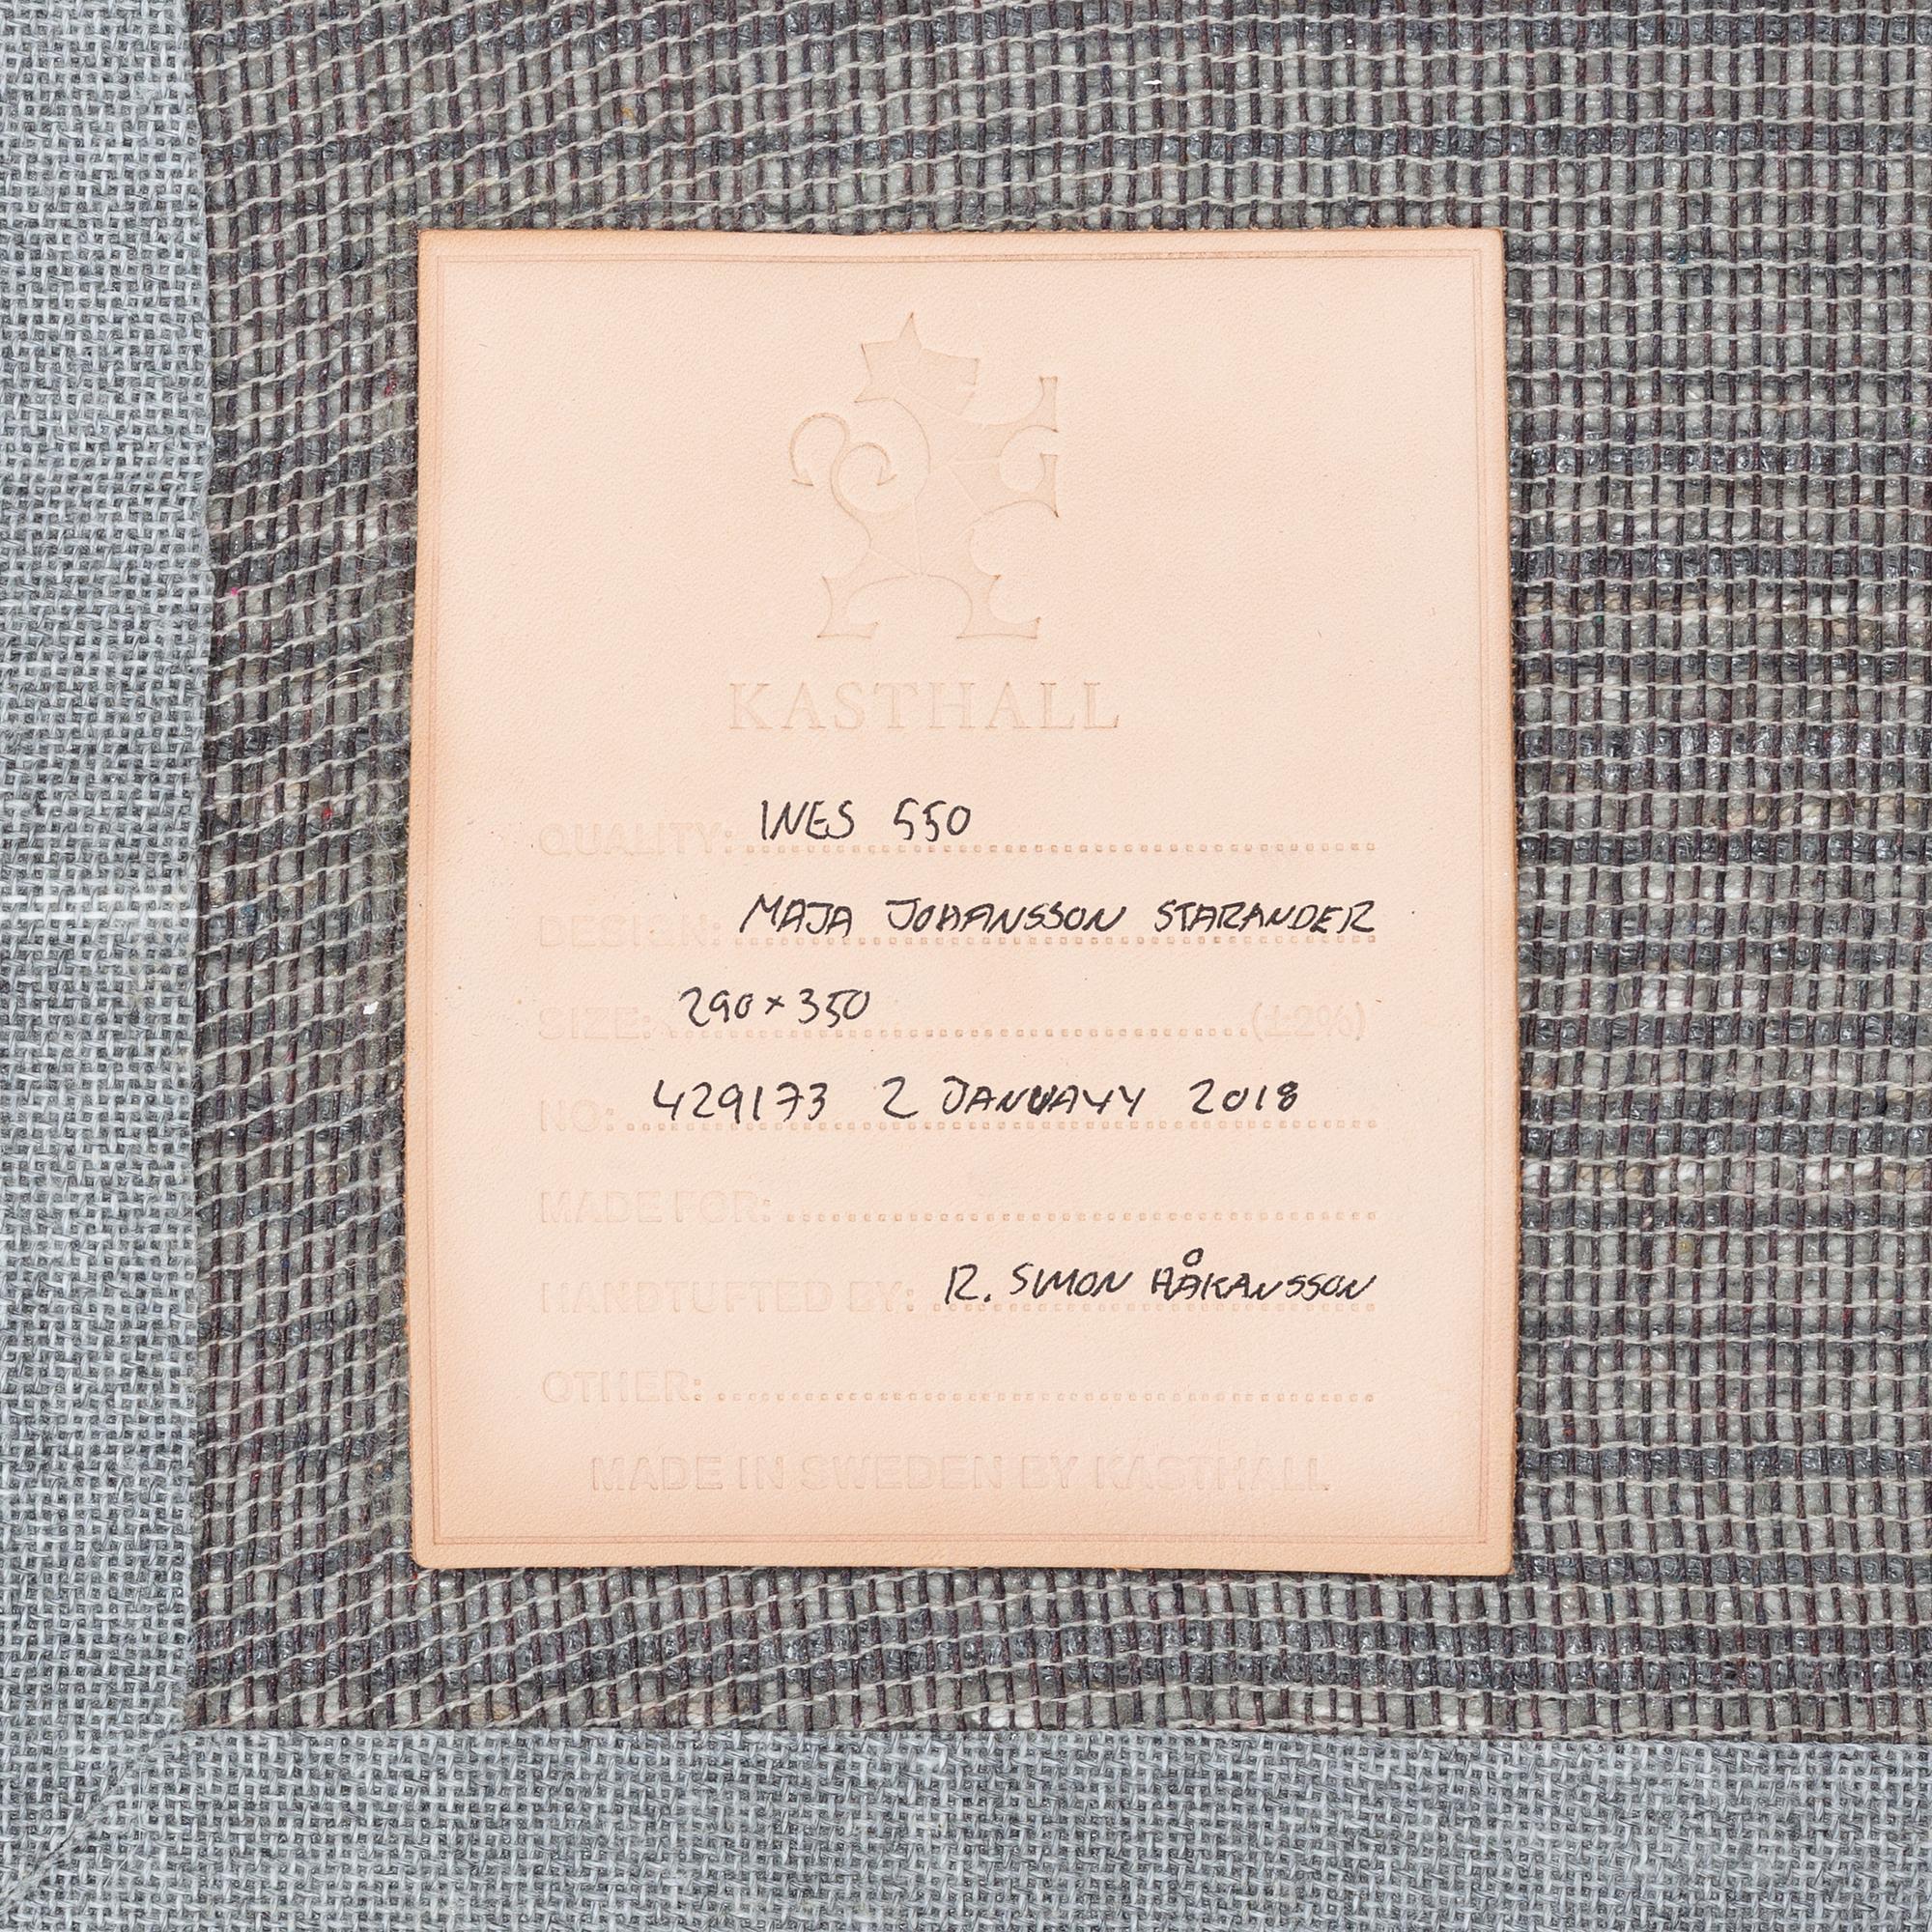 KASTHALL
QUALITY: INES 550
DESIGN: MAJA JOHANSSON STARANDER
SIZE: 290×350 (±2%)
NO: 429173 2 JANUAYY 2018
MADE FOR:
HANDTUFTED BY: R. SIMON HÅKANSSON
OTHER:
MADE IN SWEDEN BY KASTHALL